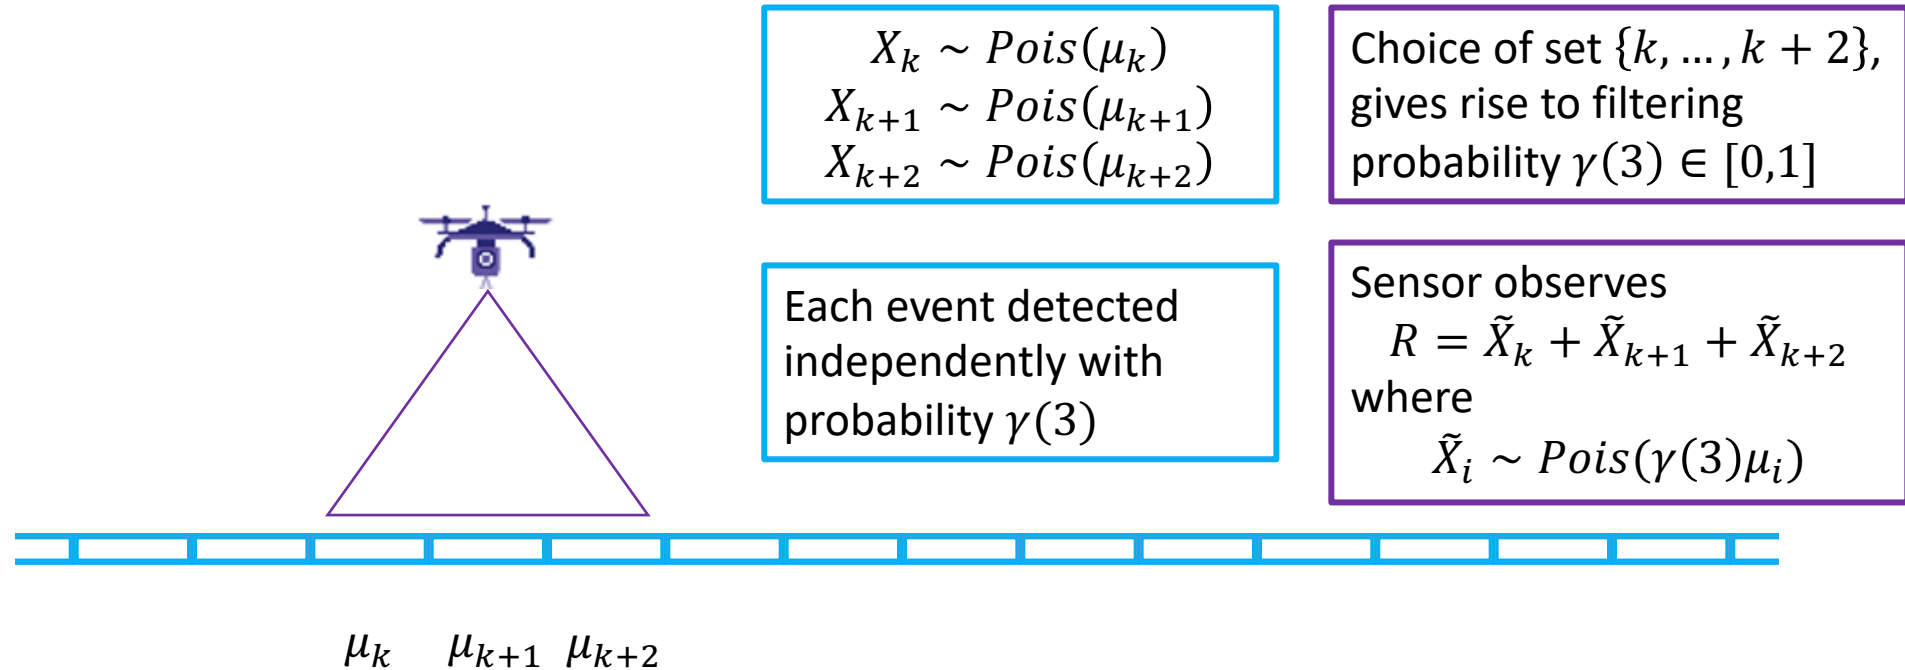 X_k ~ Pois(μ_k)
X_{k+1} ~ Pois(μ_{k+1})
X_{k+2} ~ Pois(μ_{k+2})
Choice of set {k, … , k + 2},
gives rise to filtering
probability γ(3) ∈ [0,1]
Each event detected
independently with
probability γ(3)
Sensor observes
R = X̃_k + X̃_{k+1} + X̃_{k+2}
where
X̃_i ~ Pois(γ(3)μ_i)
μ_k μ_{k+1} μ_{k+2}